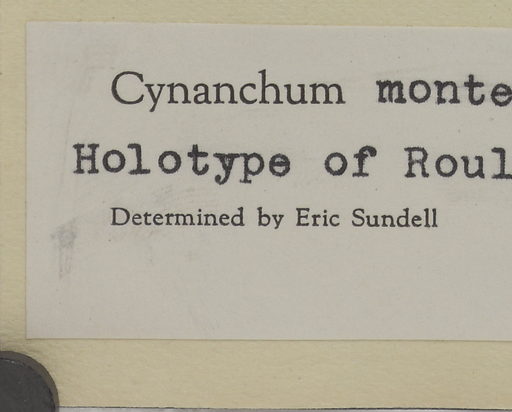 Cynanchum monte
Holotype of Roul
Determined by Eric Sundell